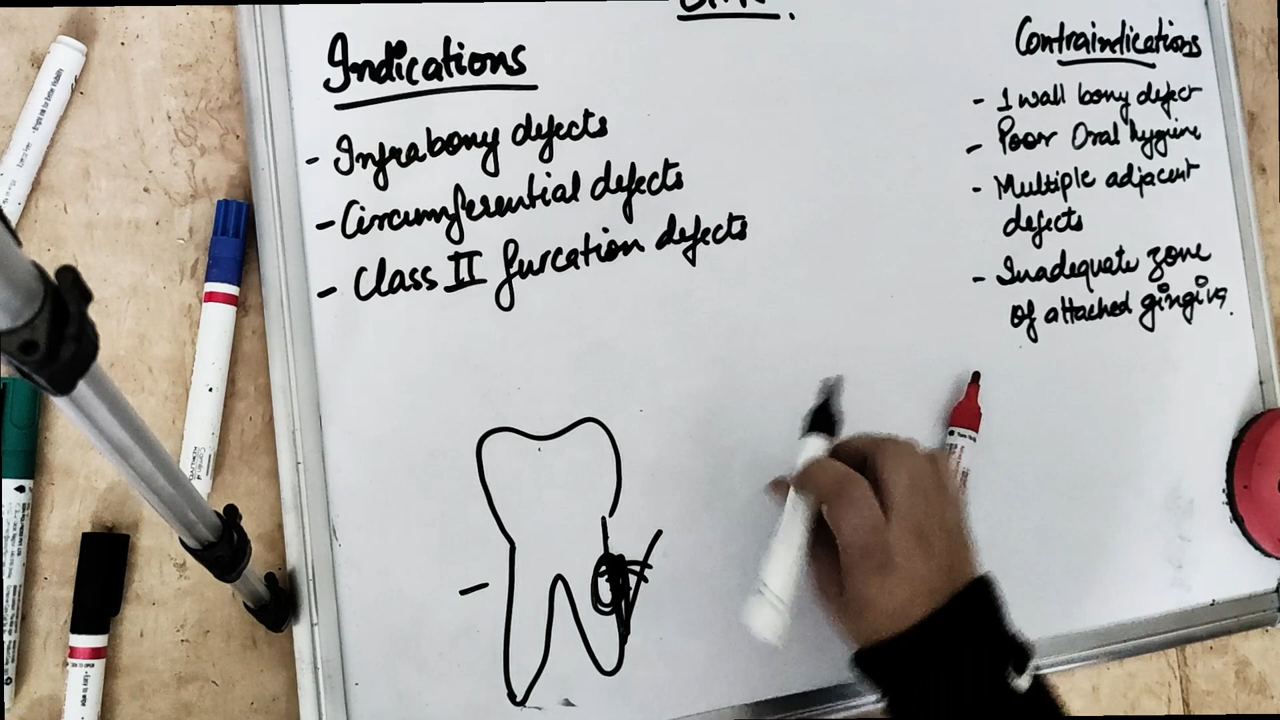 Indications
- Infrabony defects
- Circumferential defects
- Class II furcation defects
Contraindications
- 1 wall bony defect
- Poor Oral hygiene
- Multiple adjacent
defects
- Inadequate zone
of attached gingiva.